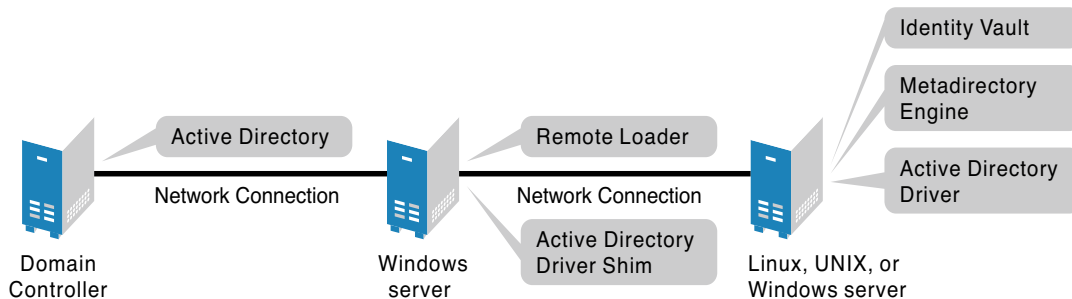 Identity Vault
Metadirectory
Engine
Active Directory
Remote Loader
Active Directory
Driver
Network Connection
Network Connection
Active Directory
Driver Shim
Domain
Controller
Windows
server
Linux, UNIX, or
Windows server